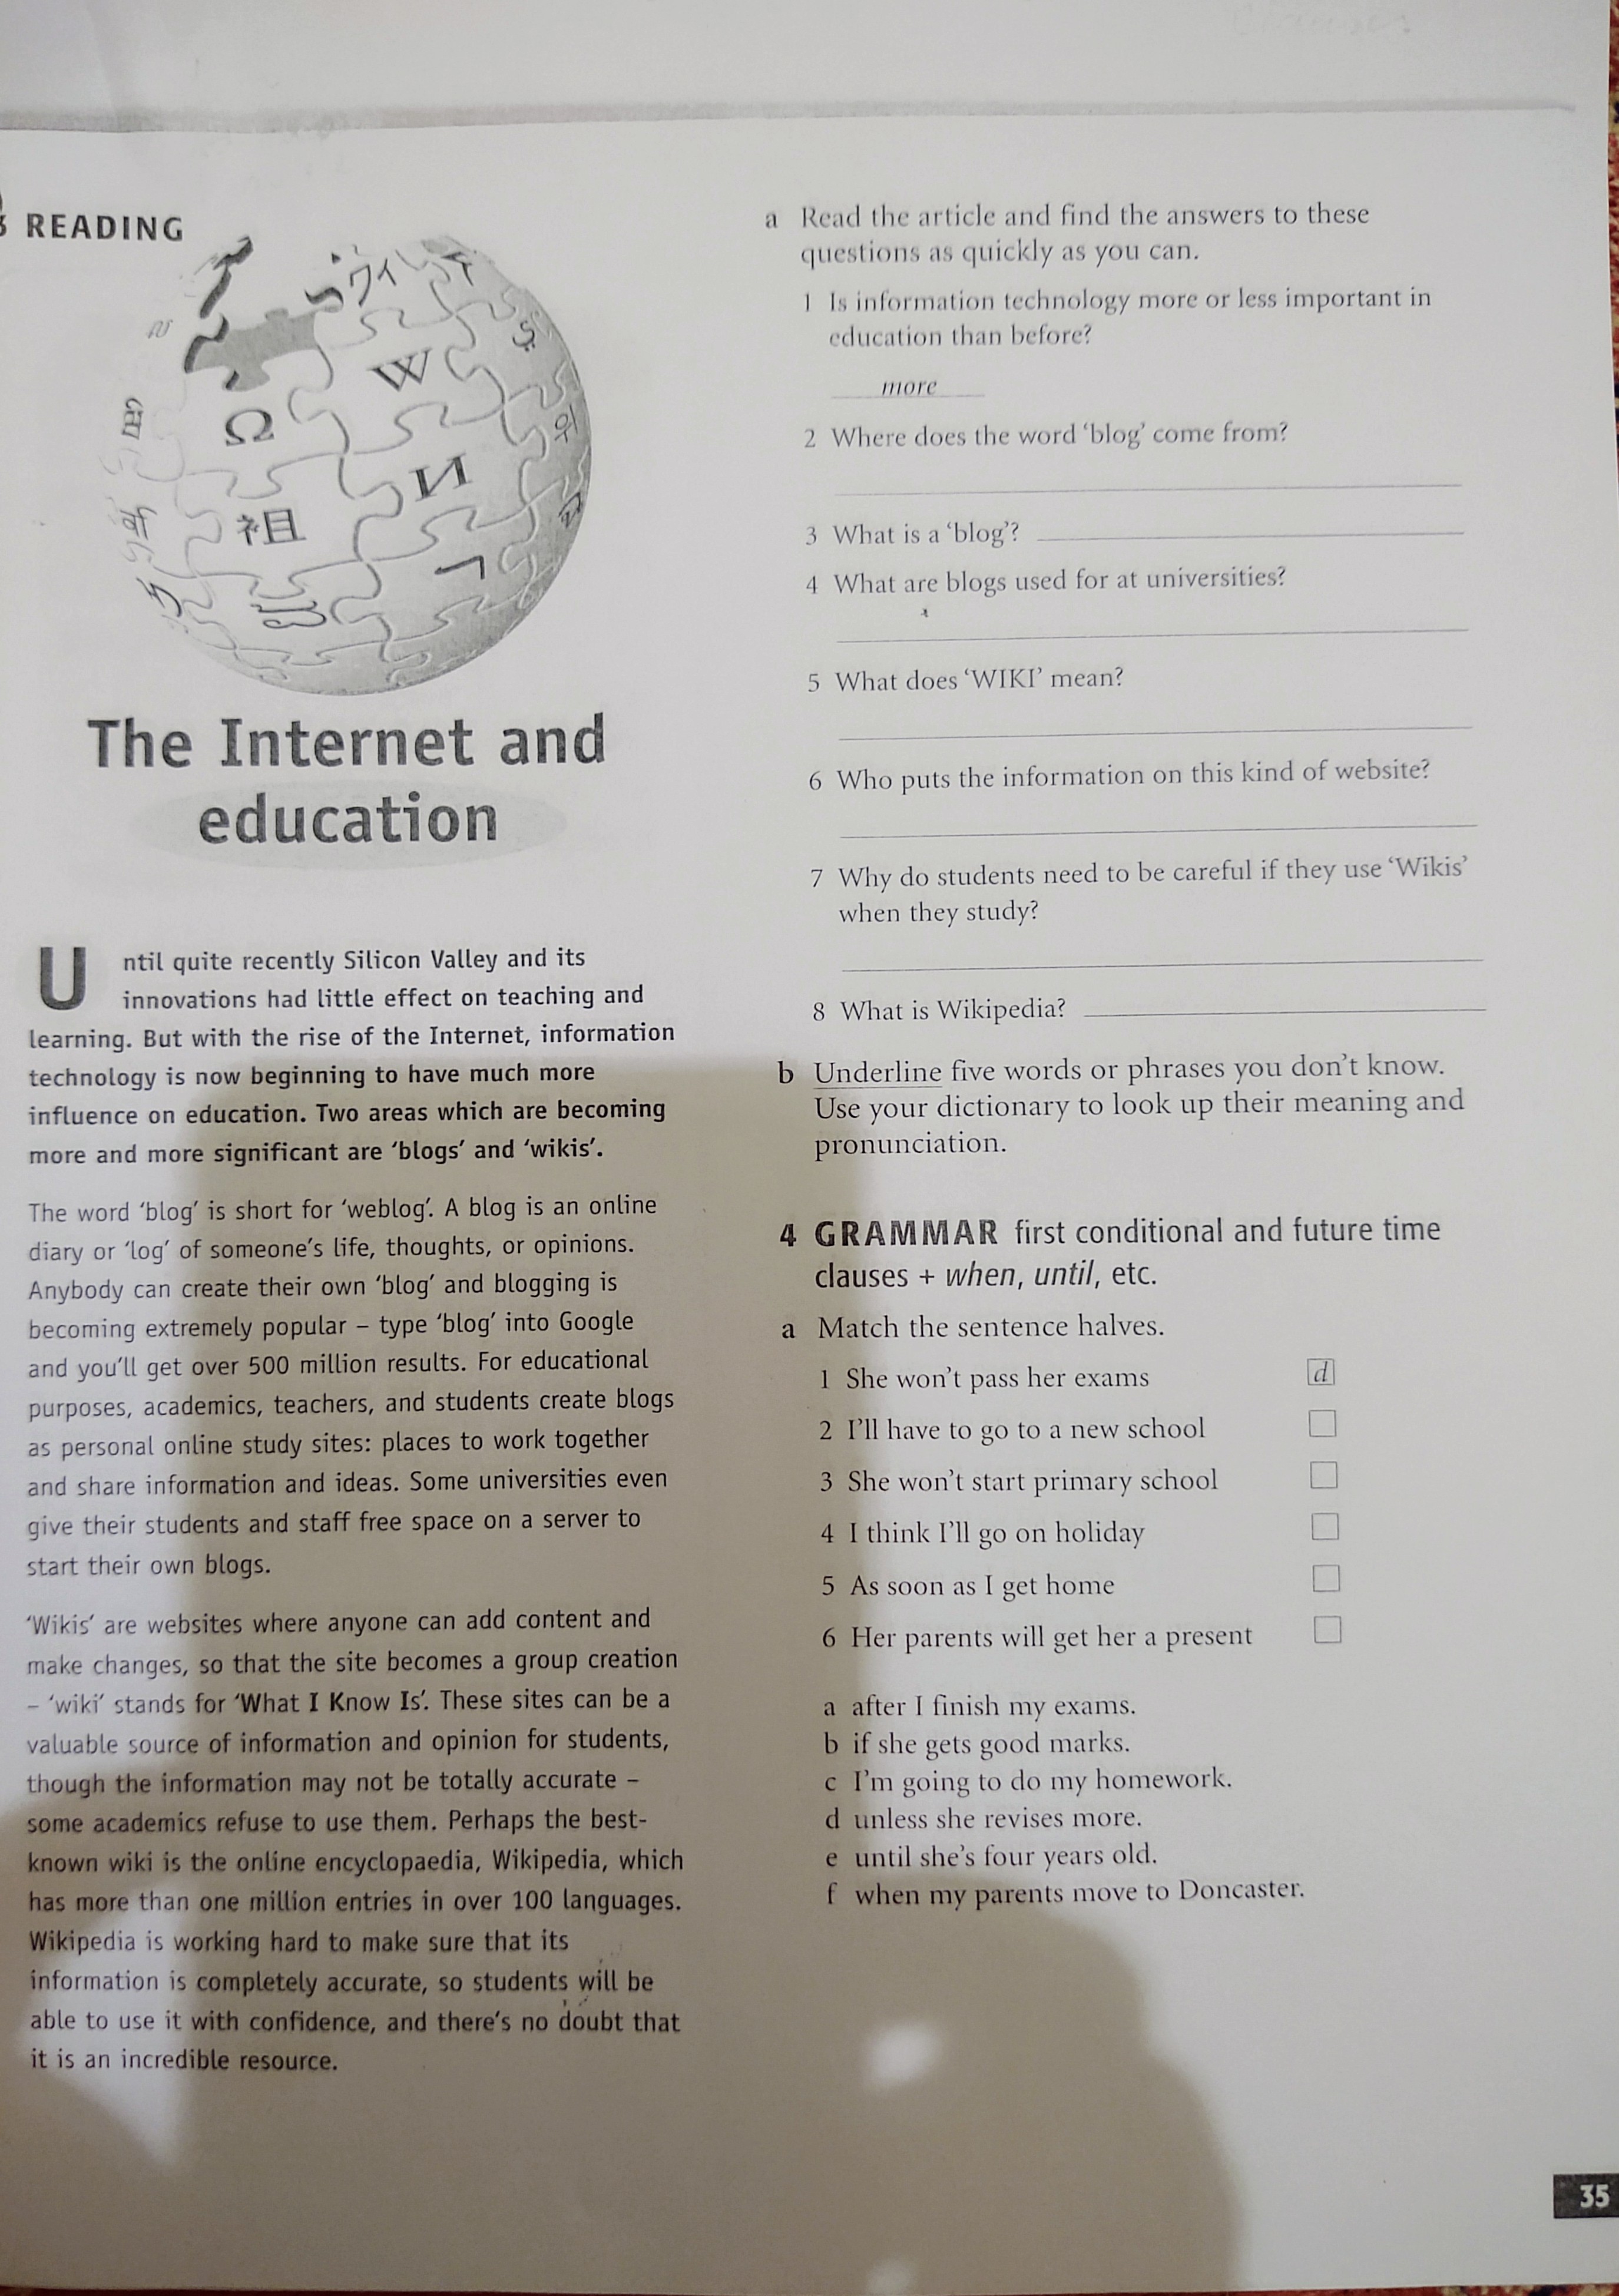 3 READING
The Internet and
education
Until quite recently Silicon Valley and its
innovations had little effect on teaching and
learning. But with the rise of the Internet, information
technology is now beginning to have much more
influence on education. Two areas which are becoming
more and more significant are ‘blogs’ and ‘wikis’.
The word ‘blog’ is short for ‘weblog’. A blog is an online
diary or ‘log’ of someone’s life, thoughts, or opinions.
Anybody can create their own ‘blog’ and blogging is
becoming extremely popular – type ‘blog’ into Google
and you’ll get over 500 million results. For educational
purposes, academics, teachers, and students create blogs
as personal online study sites: places to work together
and share information and ideas. Some universities even
give their students and staff free space on a server to
start their own blogs.
‘Wikis’ are websites where anyone can add content and
make changes, so that the site becomes a group creation
– ‘wiki’ stands for ‘What I Know Is’. These sites can be a
valuable source of information and opinion for students,
though the information may not be totally accurate –
some academics refuse to use them. Perhaps the best-
known wiki is the online encyclopaedia, Wikipedia, which
has more than one million entries in over 100 languages.
Wikipedia is working hard to make sure that its
information is completely accurate, so students will be
able to use it with confidence, and there’s no doubt that
it is an incredible resource.
a Read the article and find the answers to these
questions as quickly as you can.
1 Is information technology more or less important in
education than before?
more
2 Where does the word ‘blog’ come from?
3 What is a ‘blog’?
4 What are blogs used for at universities?
5 What does ‘WIKI’ mean?
6 Who puts the information on this kind of website?
7 Why do students need to be careful if they use ‘Wikis’
when they study?
8 What is Wikipedia?
b Underline five words or phrases you don’t know.
Use your dictionary to look up their meaning and
pronunciation.
4 GRAMMAR first conditional and future time
clauses + when, until, etc.
a Match the sentence halves.
1 She won’t pass her exams d
2 I’ll have to go to a new school
3 She won’t start primary school
4 I think I’ll go on holiday
5 As soon as I get home
6 Her parents will get her a present
a after I finish my exams.
b if she gets good marks.
c I’m going to do my homework.
d unless she revises more.
e until she’s four years old.
f when my parents move to Doncaster.
35